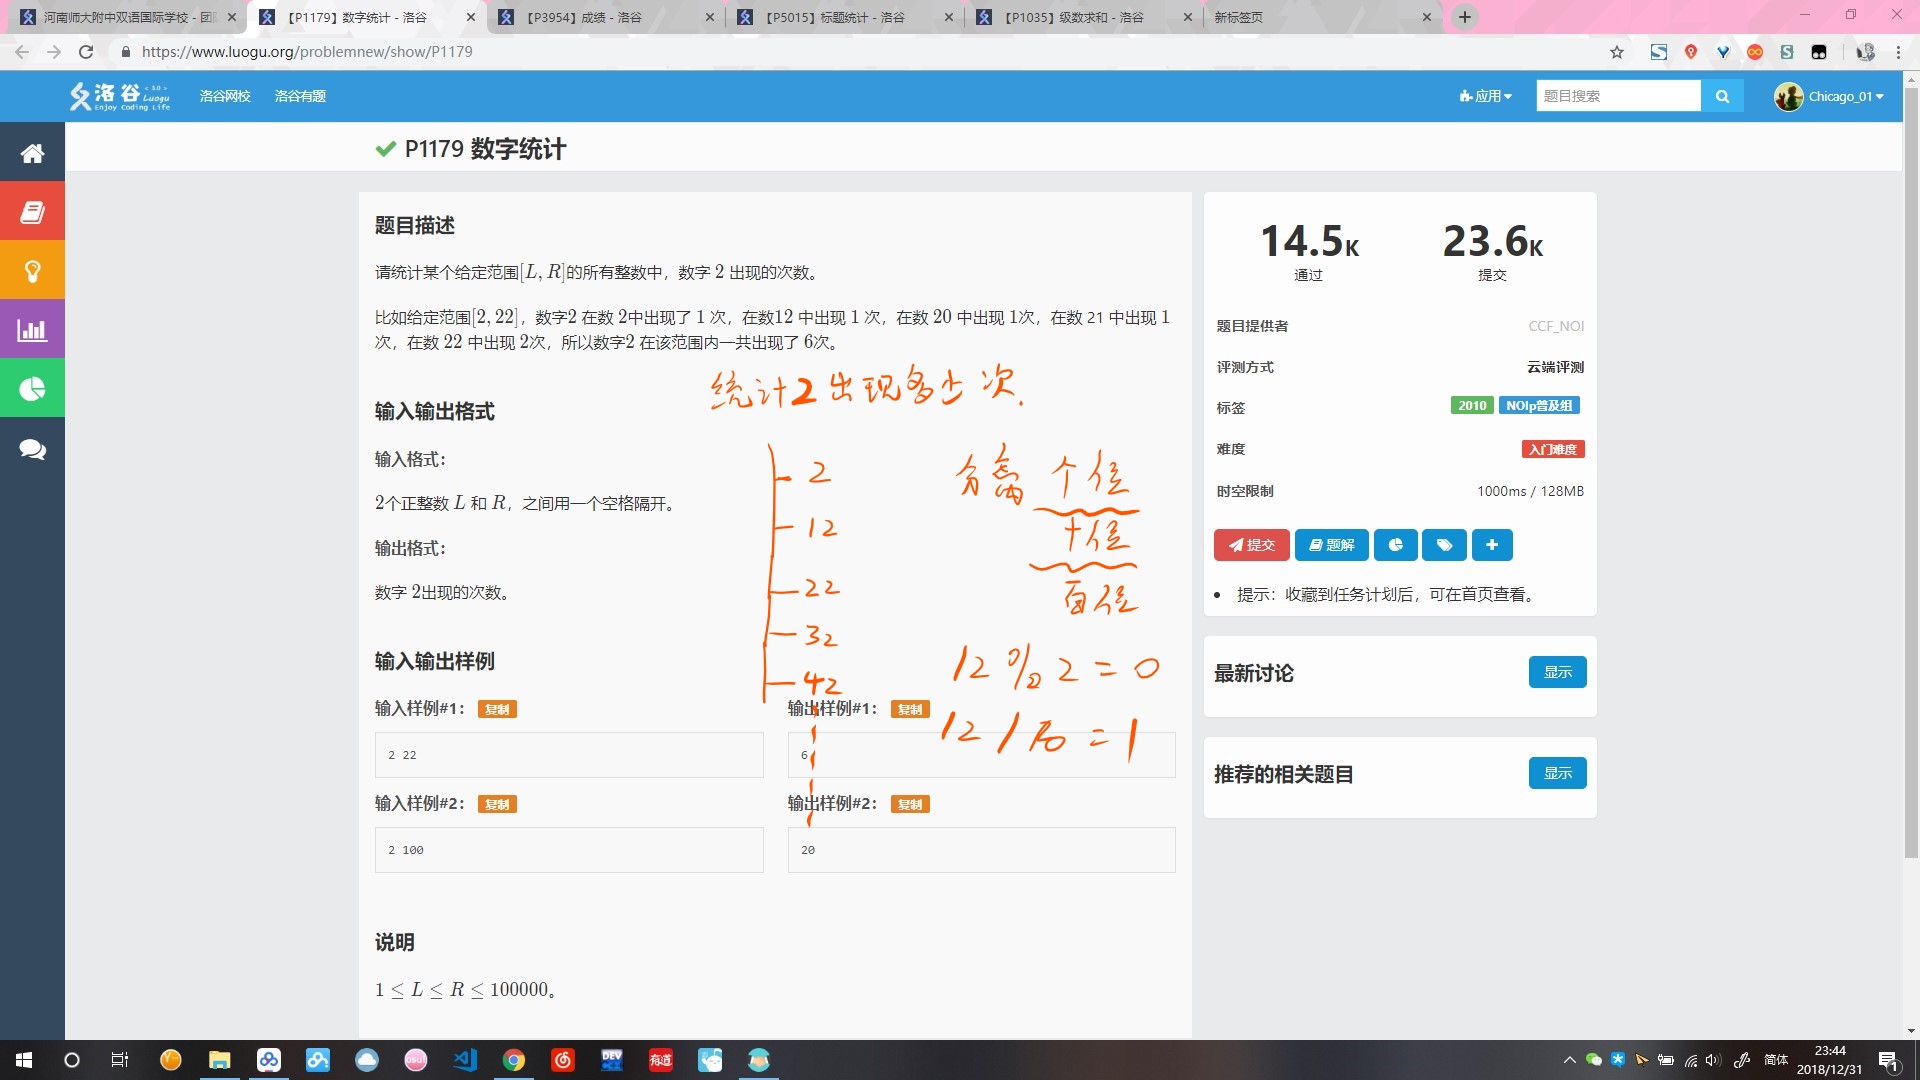 河南师大附中双语国际学校 - 团
【P1179】数字统计 - 洛谷
【P3954】成绩 - 洛谷
【P5015】标题统计 - 洛谷
【P1035】级数求和 - 洛谷
新标签页
https://www.luogu.org/problemnew/show/P1179
洛谷 <3.0> Luogu
Enjoy Coding Life
洛谷网校
洛谷有题
应用
题目搜索
Chicago_01
P1179 数字统计
题目描述
请统计某个给定范围[L, R]的所有整数中，数字 2 出现的次数。
比如给定范围[2, 22]，数字2 在数 2中出现了 1 次，在数12 中出现 1 次，在数 20 中出现 1次，在数 21 中出现 1
次，在数 22 中出现 2次，所以数字2 在该范围内一共出现了 6次。
统计2出现多少次.
输入输出格式
输入格式：
2个正整数 L 和 R，之间用一个空格隔开。
输出格式：
数字 2出现的次数。
2
12
22
32
42
分离 个位
十位
百位
12 % 2 = 0
12 / 10 = 1
输入输出样例
输入样例#1： 复制
2 22
输出样例#1： 复制
6
输入样例#2： 复制
2 100
输出样例#2： 复制
20
说明
1 ≤ L ≤ R ≤ 100000。
14.5K
通过
23.6K
提交
题目提供者 CCF_NOI
评测方式 云端评测
标签 2010 NOIp普及组
难度 入门难度
时空限制 1000ms / 128MB
提交 题解
提示：收藏到任务计划后，可在首页查看。
最新讨论 显示
推荐的相关题目 显示
osu!
DEV
有道
简体
23:44
2018/12/31
1